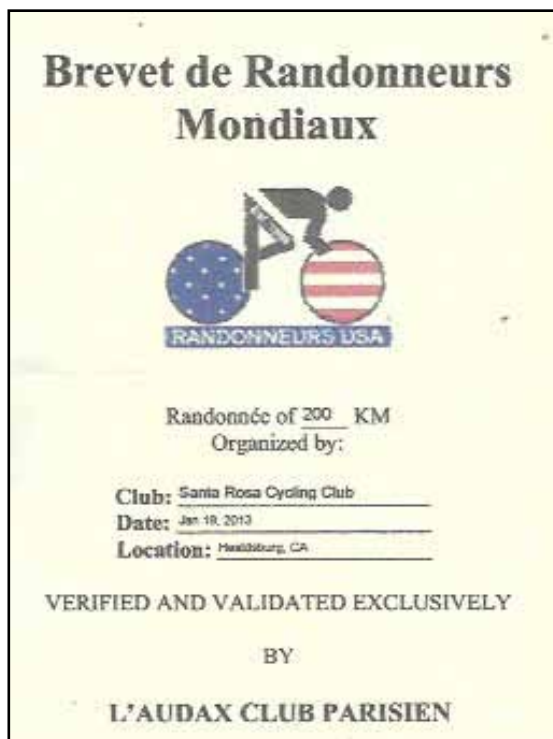 Brevet de Randonneurs
Mondiaux
RANDONNEURS USA
Randonnée of 200 KM
Organized by:
Club: Santa Rosa Cycling Club
Date: Jan 19, 2013
Location: Healdsburg, CA
VERIFIED AND VALIDATED EXCLUSIVELY
BY
L'AUDAX CLUB PARISIEN